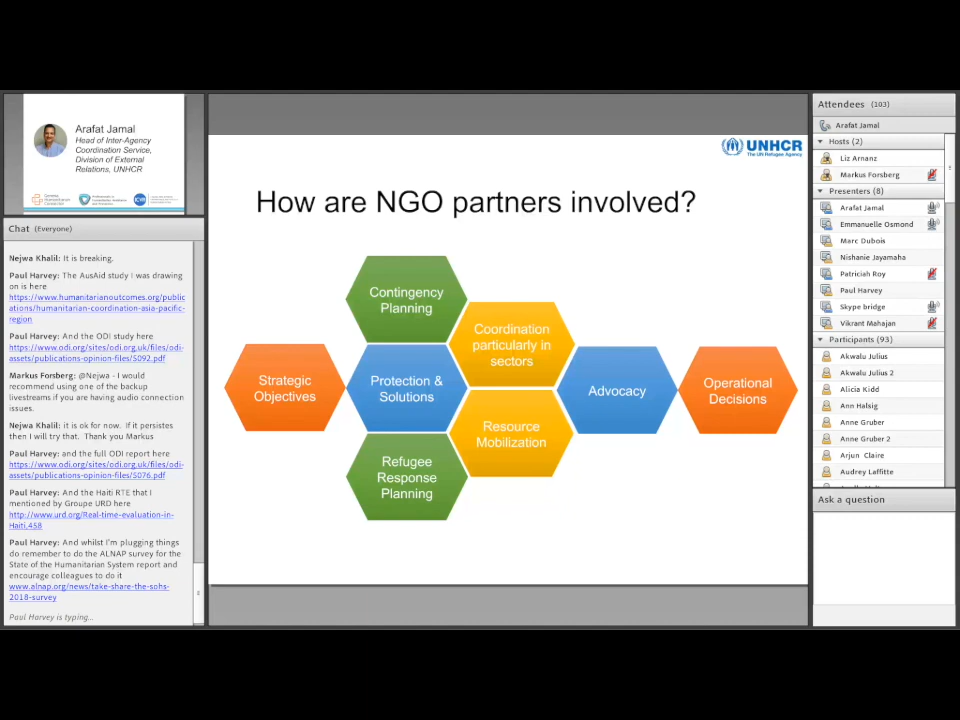 Arafat Jamal
Head of Inter-Agency
Coordination Service,
Division of External
Relations, UNHCR
Chat (Everyone)
Nejwa Khalil: It is breaking.
Paul Harvey: The AusAid study I was drawing
on is here
https://www.humanitarianoutcomes.org/public
ations/humanitarian-coordination-asia-pacific-
region
Paul Harvey: And the ODI study here
https://www.odi.org/sites/odi.org.uk/files/odi-
assets/publications-opinion-files/5092.pdf
Markus Forsberg: @Nejwa - I would
recommend using one of the backup
livestreams if you are having audio connection
issues.
Nejwa Khalil: it is ok for now. If it persistes
then I will try that. Thank you Markus
Paul Harvey: and the full ODI report here
https://www.odi.org/sites/odi.org.uk/files/odi-
assets/publications-opinion-files/5076.pdf
Paul Harvey: And the Haiti RTE that I
mentioned by Groupe URD here
http://www.urd.org/Real-time-evaluation-in-
Haiti,458
Paul Harvey: And whilst I'm plugging things
do remember to do the ALNAP survey for the
State of the Humanitarian System report and
encourage colleagues to do it
www.alnap.org/news/take-share-the-sohs-
2018-survey
Paul Harvey is typing...
UNHCR
The UN Refugee Agency
How are NGO partners involved?
Contingency
Planning
Coordination
particularly in
sectors
Strategic
Objectives
Protection &
Solutions
Advocacy
Operational
Decisions
Resource
Mobilization
Refugee
Response
Planning
Attendees (103)
Arafat Jamal
Hosts (2)
Liz Arnanz
Markus Forsberg
Presenters (8)
Arafat Jamal
Emmanuelle Osmond
Marc Dubois
Nishanie Jayamaha
Patriciah Roy
Paul Harvey
Skype bridge
Vikrant Mahajan
Participants (93)
Akwalu Julius
Akwalu Julius 2
Alicia Kidd
Ann Halsig
Anne Gruber
Anne Gruber 2
Arjun Claire
Audrey Laffitte
Ask a question